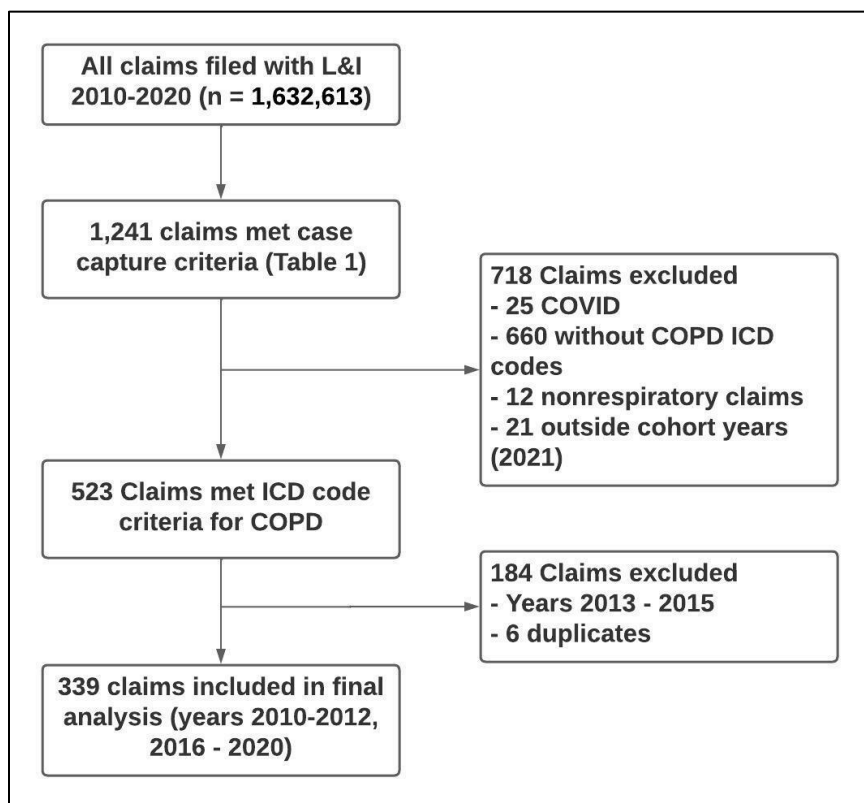 All claims filed with L&I
2010-2020 (n = 1,632,613)
1,241 claims met case
capture criteria (Table 1)
718 Claims excluded
- 25 COVID
- 660 without COPD ICD
codes
- 12 nonrespiratory claims
- 21 outside cohort years
(2021)
523 Claims met ICD code
criteria for COPD
184 Claims excluded
- Years 2013 - 2015
- 6 duplicates
339 claims included in final
analysis (years 2010-2012,
2016 - 2020)